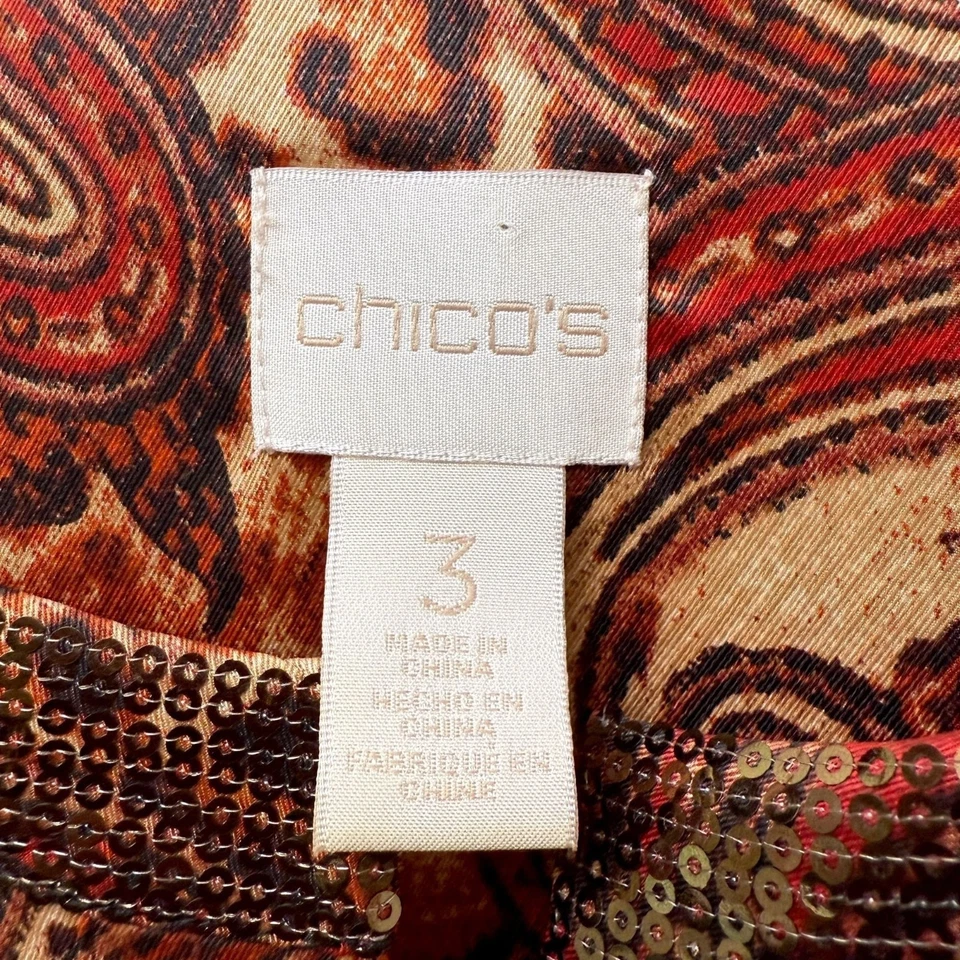 chico's
3
MADE IN
CHINA
HECHO EN
CHINA
FABRIQUE EN
CHINE